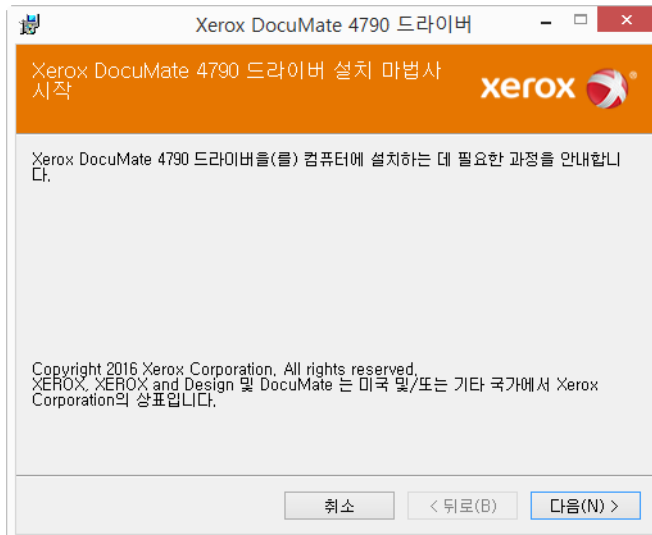 Xerox DocuMate 4790 드라이버
Xerox DocuMate 4790 드라이버 설치 마법사
시작
xerox
Xerox DocuMate 4790 드라이버을(를) 컴퓨터에 설치하는 데 필요한 과정을 안내합니
다.
Copyright 2016 Xerox Corporation. All rights reserved.
XEROX, XEROX and Design 및 DocuMate 는 미국 및/또는 기타 국가에서 Xerox
Corporation의 상표입니다.
취소
< 뒤로(B)
다음(N) >